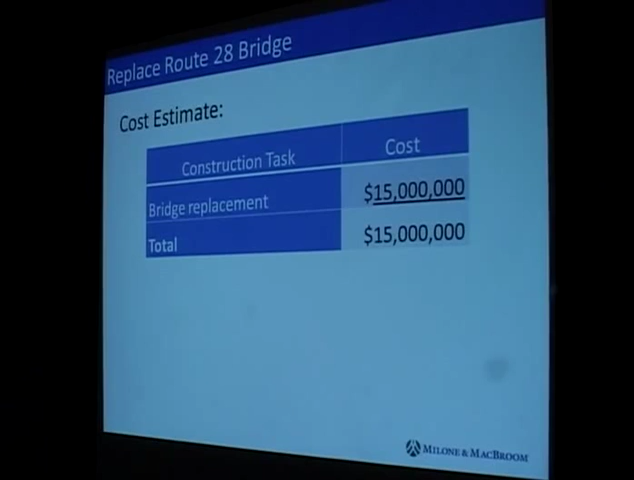 Replace Route 28 Bridge
Cost Estimate:
Construction Task Cost
Bridge replacement $15,000,000
Total $15,000,000
MILONE & MACBROOM